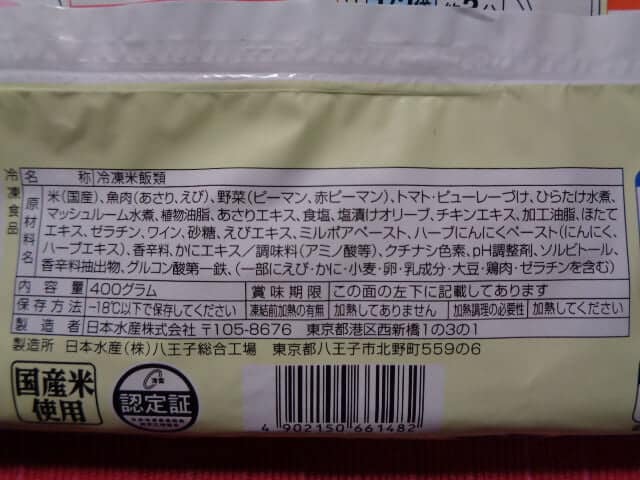 冷凍食品
名 称 冷凍米飯類
原材料名 米(国産)、魚肉(あさり、えび)、野菜(ピーマン、赤ピーマン)、トマト・ピューレーづけ、ひらたけ水煮、
マッシュルーム水煮、植物油脂、あさりエキス、食塩、塩漬けオリーブ、チキンエキス、加工油脂、ほたて
エキス、ゼラチン、ワイン、砂糖、えびエキス、ミルポアペースト、ハーブにんにくペースト(にんにく、
ハーブエキス)、香辛料、かにエキス/調味料(アミノ酸等)、クチナシ色素、pH調整剤、ソルビトール、
香辛料抽出物、グルコン酸第一鉄、(一部にえび・かに・小麦・卵・乳成分・大豆・鶏肉・ゼラチンを含む)
内容量 400グラム 賞味期限 この面の左下に記載してあります
保存方法 -18℃以下で保存してください 凍結前加熱の有無 加熱してありません 加熱調理の必要性 加熱してください
製造者 日本水産株式会社 〒105-8676 東京都港区西新橋1の3の1
製造所 日本水産(株)八王子総合工場 東京都八王子市北野町559の6
国産米
使用
認定証
4 902150 661482